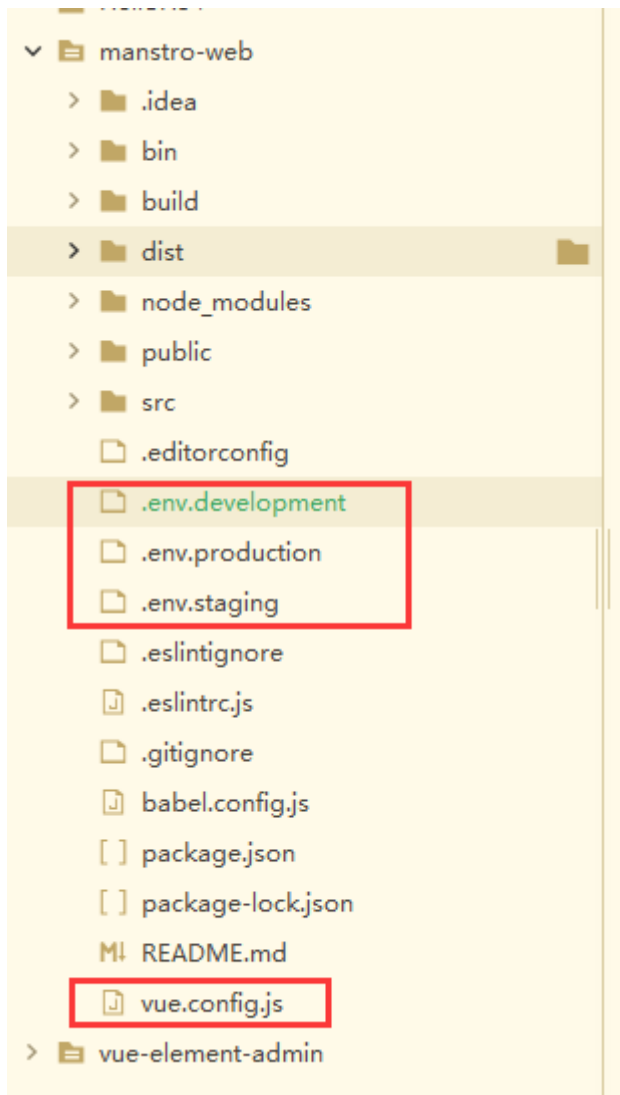 manstro-web
.idea
bin
build
dist
node_modules
public
src
.editorconfig
.env.development
.env.production
.env.staging
.eslintignore
.eslintrc.js
.gitignore
babel.config.js
package.json
package-lock.json
README.md
vue.config.js
vue-element-admin